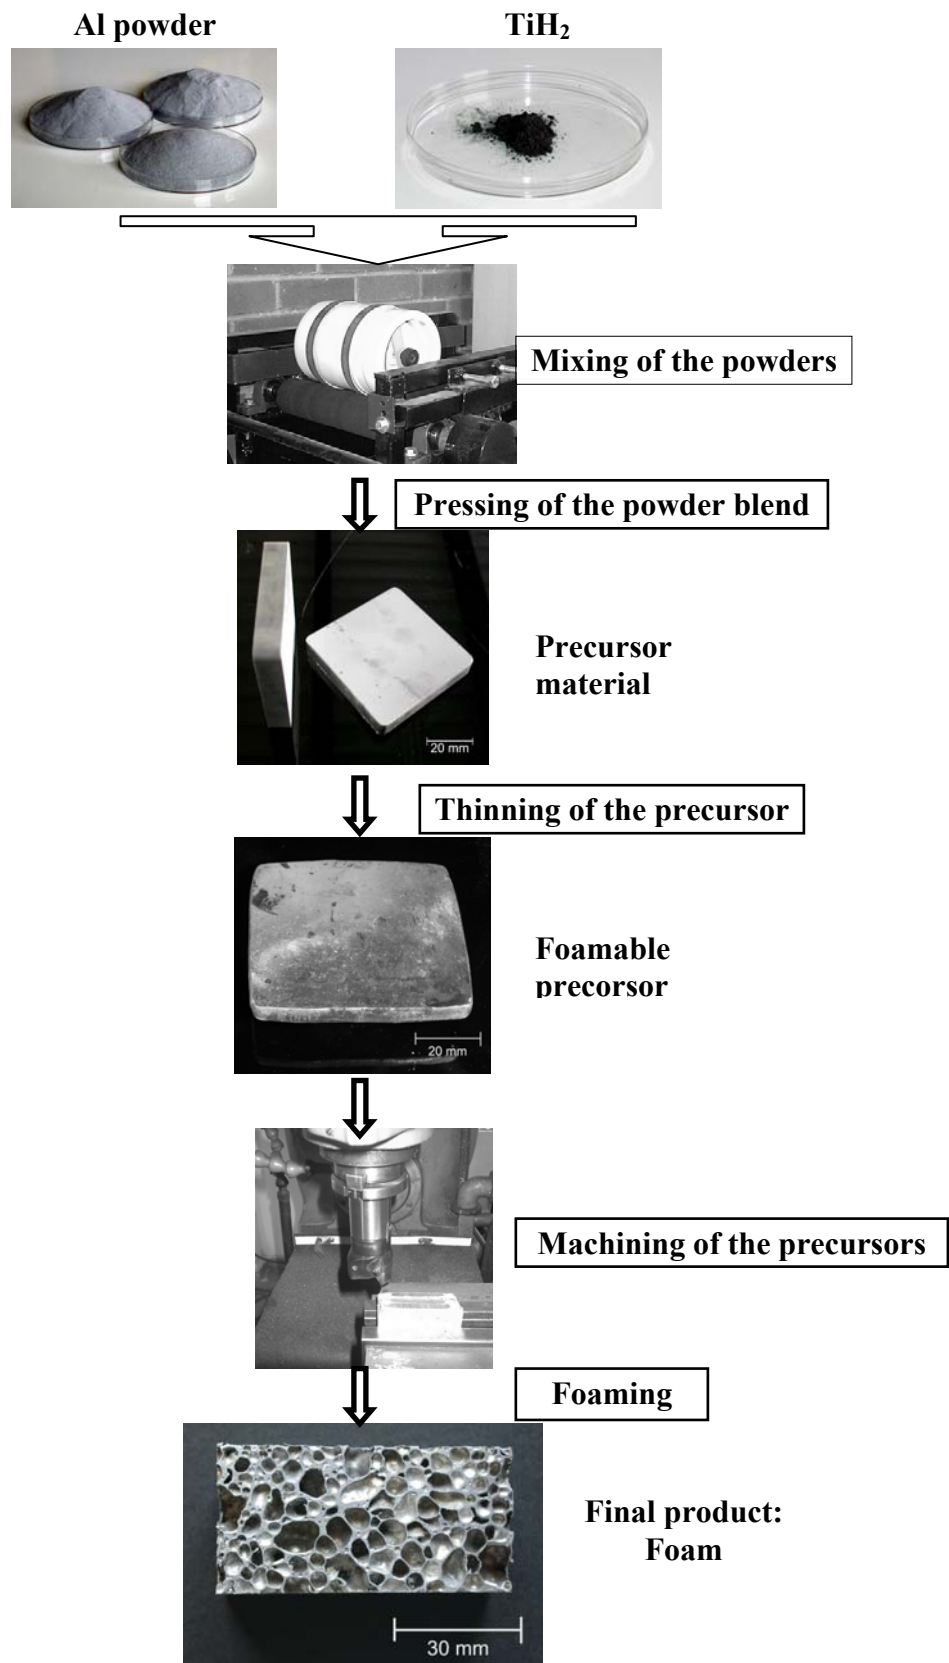 Al powder
TiH₂
Mixing of the powders
Pressing of the powder blend
Precursor
material
20 mm
Thinning of the precursor
Foamable
precorsor
20 mm
Machining of the precursors
Foaming
Final product:
Foam
30 mm